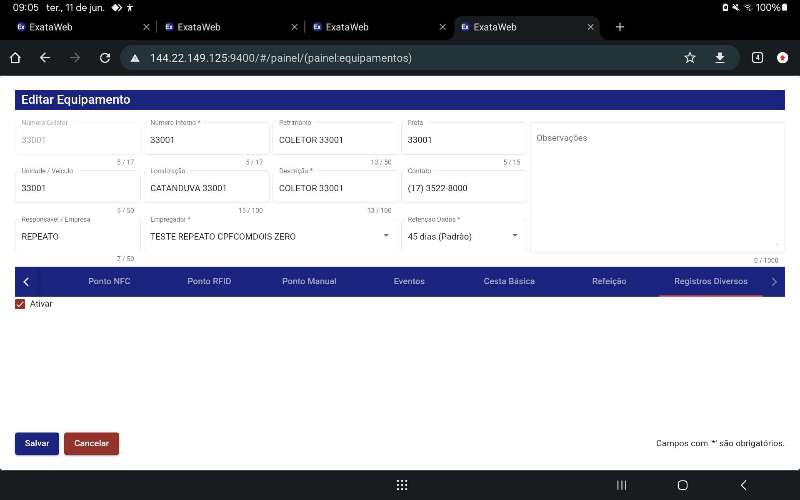 09:05 ter., 11 de jun. 100%
ExataWeb ExataWeb ExataWeb ExataWeb
144.22.149.125:9400/#/painel/(painel:equipamentos) 4
Editar Equipamento
Número Coletor Número Interno * Patrimônio Frota
33001 33001 COLETOR 33001 33001 Observações
5 / 17 5 / 17 13 / 50 5 / 15
Unidade / Veículo Localização Descrição * Contato
33001 CATANDUVA 33001 COLETOR 33001 (17) 3522-8000
5 / 50 15 / 100 13 / 100
Responsável / Empresa Empregador * Retenção Dados *
REPEATO TESTE REPEATO CPFCOMDOIS ZERO 45 dias (Padrão)
7 / 50 0 / 1000
Ponto NFC Ponto RFID Ponto Manual Eventos Cesta Básica Refeição Registros Diversos
Ativar
Salvar Cancelar Campos com '*' são obrigatórios.